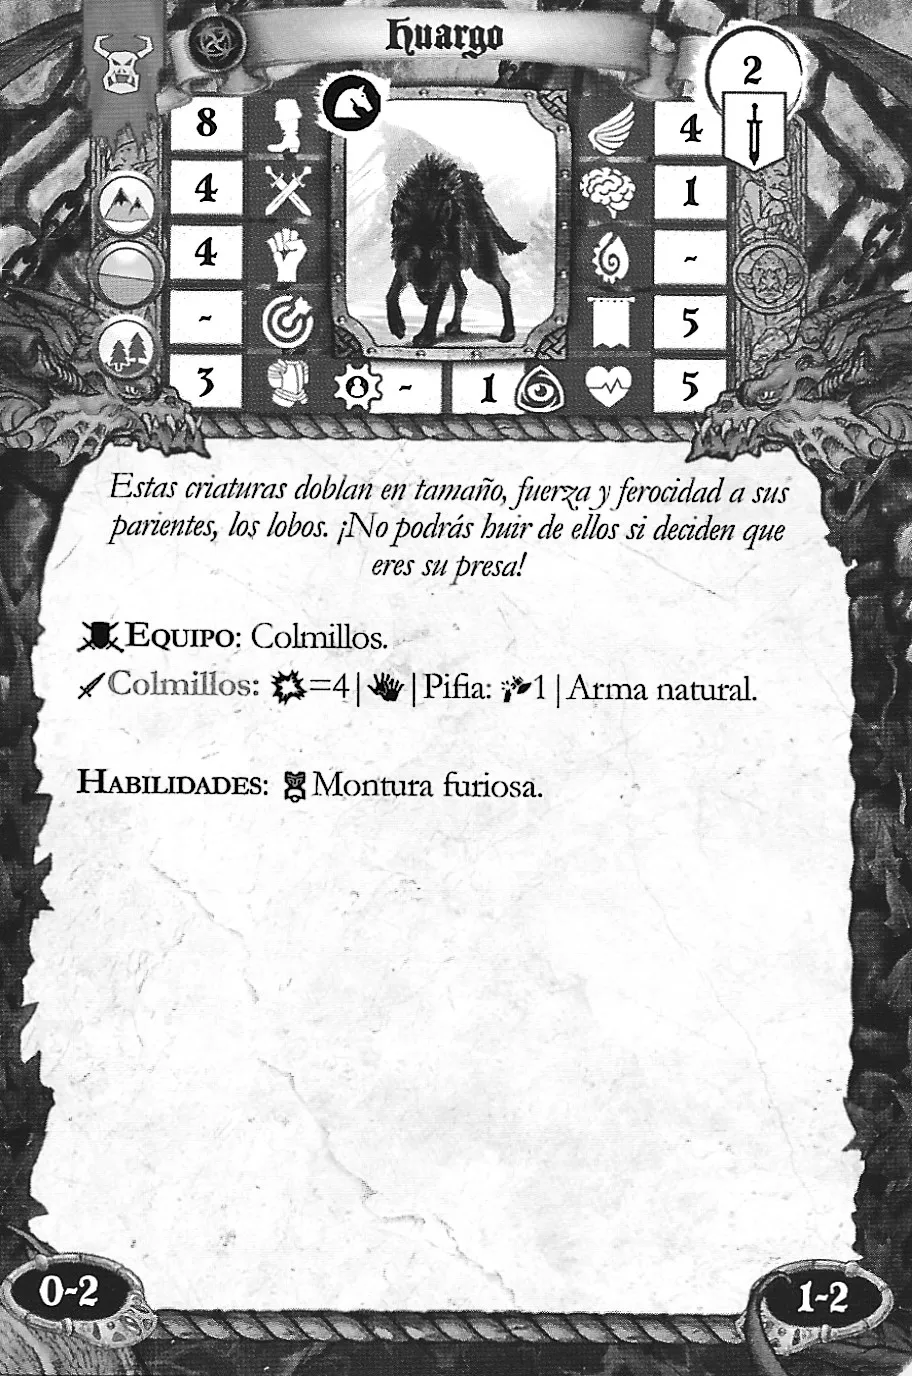 Huargo
2
8
4
4
1
4
-
-
5
3
-
1
5
Estas criaturas doblan en tamaño, fuerza y ferocidad a sus
parientes, los lobos. ¡No podrás huir de ellos si deciden que
eres su presa!
EQUIPO: Colmillos.
Colmillos: =4 | | Pifia: 1 | Arma natural.
HABILIDADES: Montura furiosa.
0-2
1-2